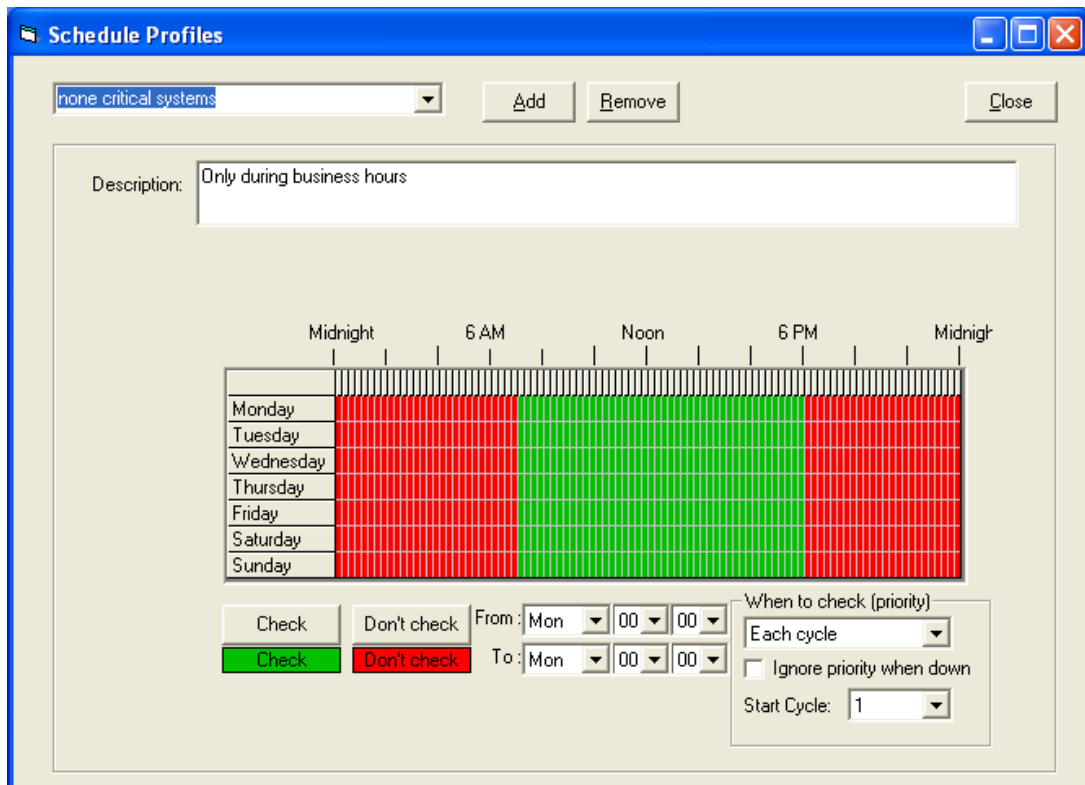 Schedule Profiles
none critical systems
Add
Remove
Close
Description:
Only during business hours
Midnight 6 AM Noon 6 PM Midnigr
Monday
Tuesday
Wednesday
Thursday
Friday
Saturday
Sunday
Check
Don't check
From : Mon 00 00
Check
Don't check
To : Mon 00 00
When to check (priority)
Each cycle
Ignore priority when down
Start Cycle: 1